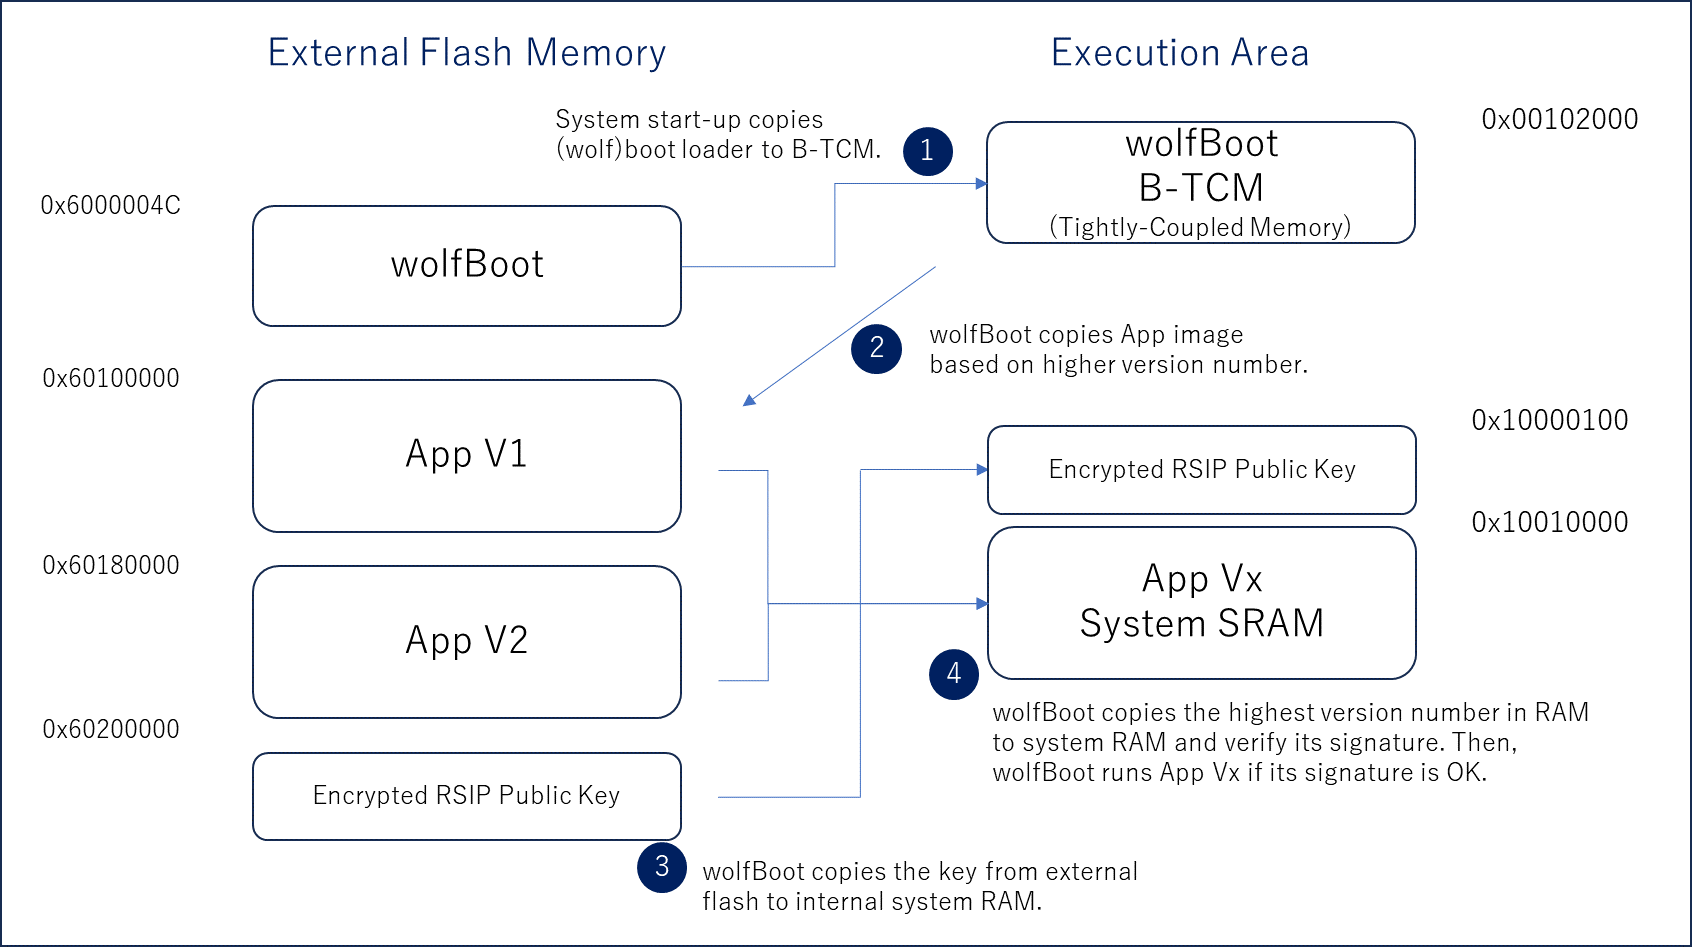 External Flash Memory
Execution Area
System start-up copies
(wolf)boot loader to B-TCM.
1
0x00102000
wolfBoot
B-TCM
(Tightly-Coupled Memory)
0x6000004C
wolfBoot
2
wolfBoot copies App image
based on higher version number.
0x60100000
App V1
0x10000100
Encrypted RSIP Public Key
0x10010000
App Vx
System SRAM
0x60180000
App V2
4
wolfBoot copies the highest version number in RAM
to system RAM and verify its signature. Then,
wolfBoot runs App Vx if its signature is OK.
0x60200000
Encrypted RSIP Public Key
3
wolfBoot copies the key from external
flash to internal system RAM.